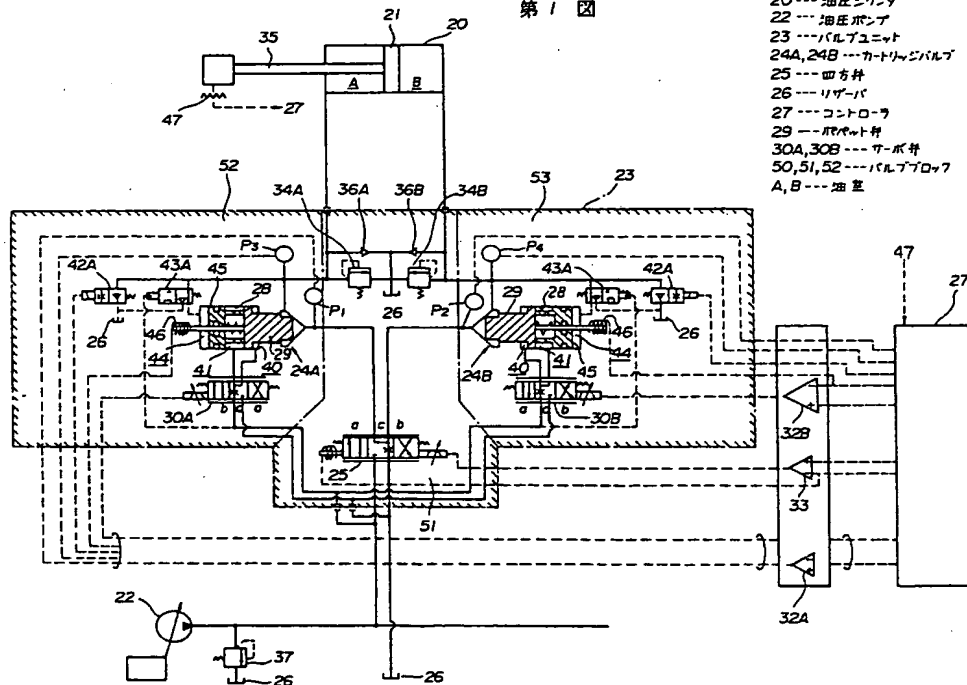 第1図
20---油圧シリンダ
22---油圧ポンプ
23---バルブユニット
24A,24B---カートリッジバルブ
25---四方弁
26---リザーバ
27---コントローラ
29---ポペット弁
30A,30B---サーボ弁
50,51,52---バルブブロック
A,B---油室
21
20
35
A
B
47
27
52
34A
36A
36B
34B
53
23
P3
P4
42A
43A
45
28
P1
26
P2
29
28
43A
42A
47
27
26
46
44
41
29
40
24A
24B
40
41
44
45
46
26
30A
b
c
a
a
c
b
a
c
b
30B
32B
25
33
51
32A
22
37
26
26